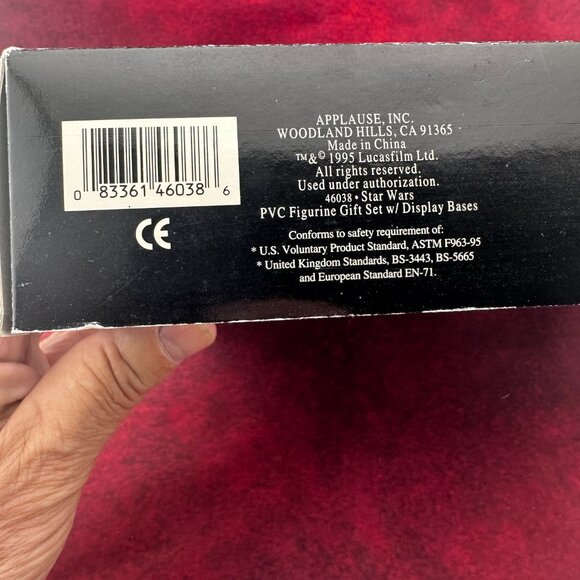 0 83361 46038 6
CE
APPLAUSE, INC.
WOODLAND HILLS, CA 91365
Made in China
TM&© 1995 Lucasfilm Ltd.
All rights reserved.
Used under authorization.
46038 • Star Wars
PVC Figurine Gift Set w/ Display Bases
Conforms to safety requirement of:
* U.S. Voluntary Product Standard, ASTM F963-95
* United Kingdom Standards, BS-3443, BS-5665
and European Standard EN-71.